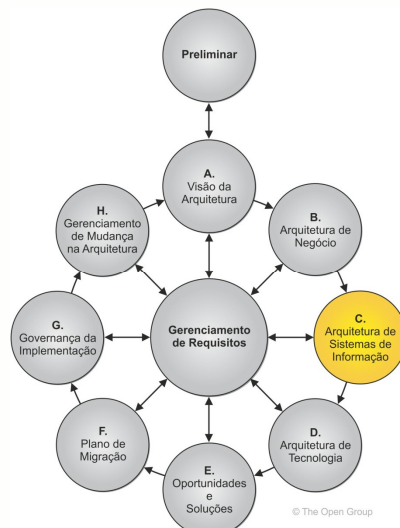 Preliminar
A.
Visão da
Arquitetura
H.
Gerenciamento
de Mudança
na Arquitetura
B.
Arquitetura
de Negócio
G.
Governança da
Implementação
Gerenciamento
de Requisitos
C.
Arquitetura de
Sistemas de
Informação
F.
Plano de
Migração
D.
Arquitetura de
Tecnologia
E.
Oportunidades
e
Soluções
© The Open Group